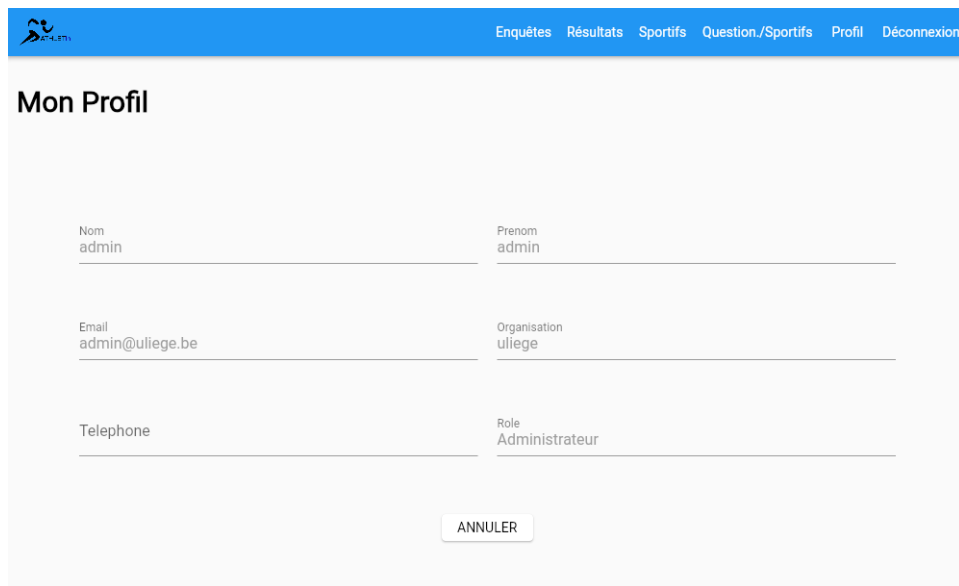 ATHLETI
Enquêtes Résultats Sportifs Question./Sportifs Profil Déconnexion
Mon Profil
Nom Prenom
admin admin
Email Organisation
admin@uliege.be uliege
Telephone
Role
Administrateur
ANNULER